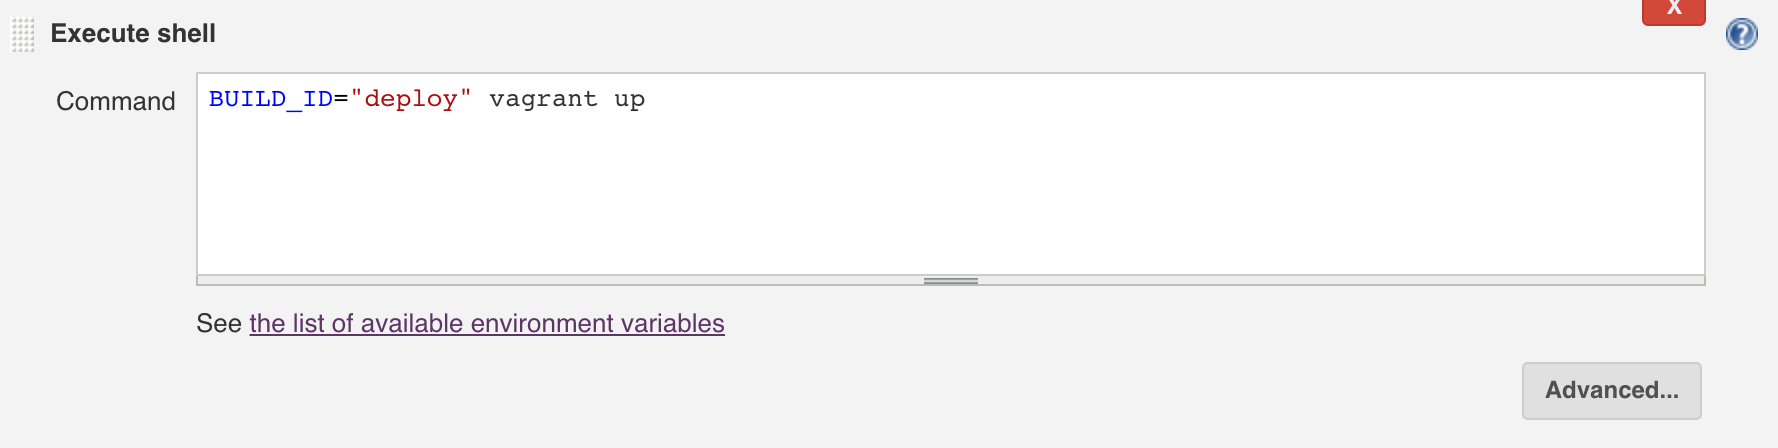 X
Execute shell
?
Command
BUILD_ID="deploy" vagrant up
See the list of available environment variables
Advanced...